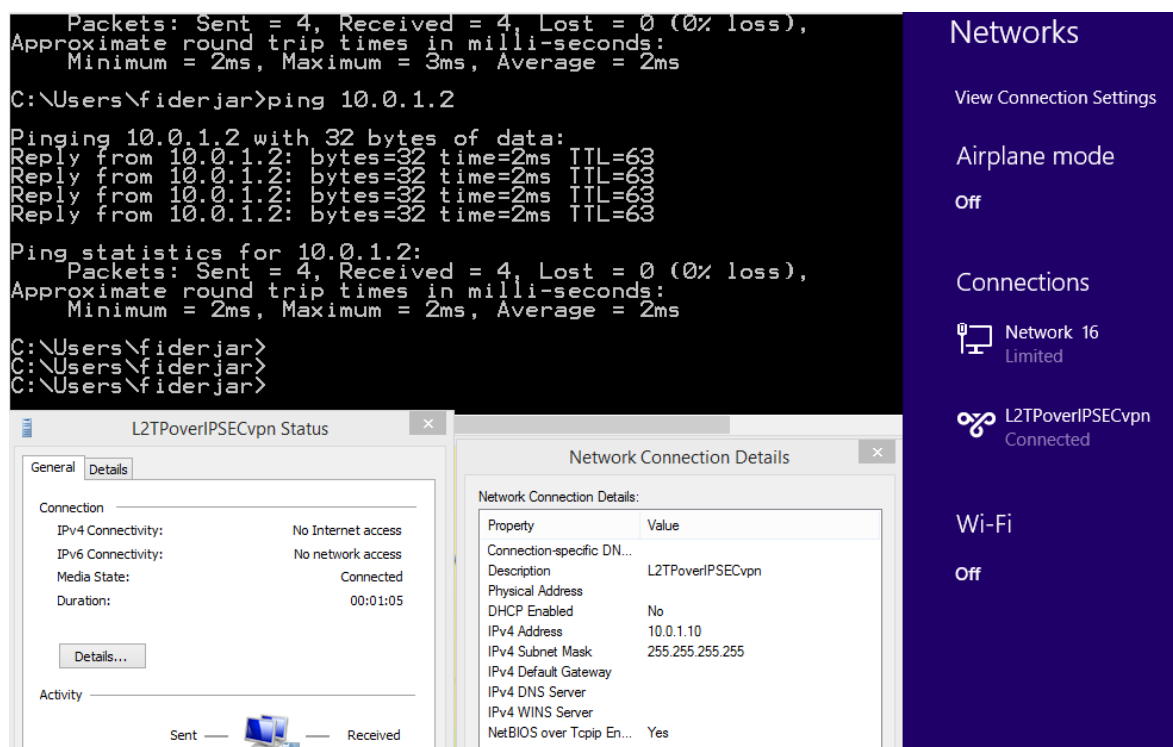 Packets: Sent = 4, Received = 4, Lost = 0 (0% loss),
Approximate round trip times in milli-seconds:
Minimum = 2ms, Maximum = 3ms, Average = 2ms
C:\Users\fiderjar>ping 10.0.1.2
Pinging 10.0.1.2 with 32 bytes of data:
Reply from 10.0.1.2: bytes=32 time=2ms TTL=63
Reply from 10.0.1.2: bytes=32 time=2ms TTL=63
Reply from 10.0.1.2: bytes=32 time=2ms TTL=63
Reply from 10.0.1.2: bytes=32 time=2ms TTL=63
Ping statistics for 10.0.1.2:
Packets: Sent = 4, Received = 4, Lost = 0 (0% loss),
Approximate round trip times in milli-seconds:
Minimum = 2ms, Maximum = 2ms, Average = 2ms
C:\Users\fiderjar>
C:\Users\fiderjar>
C:\Users\fiderjar>
L2TPoverIPSECvpn Status
General Details
Connection
IPv4 Connectivity: No Internet access
IPv6 Connectivity: No network access
Media State: Connected
Duration: 00:01:05
Details...
Activity
Sent Received
Network Connection Details
Network Connection Details:
Property Value
Connection-specific DN...
Description L2TPoverIPSECvpn
Physical Address
DHCP Enabled No
IPv4 Address 10.0.1.10
IPv4 Subnet Mask 255.255.255.255
IPv4 Default Gateway
IPv4 DNS Server
IPv4 WINS Server
NetBIOS over Tcpip En... Yes
Networks
View Connection Settings
Airplane mode
Off
Connections
Network 16
Limited
L2TPoverIPSECvpn
Connected
Wi-Fi
Off